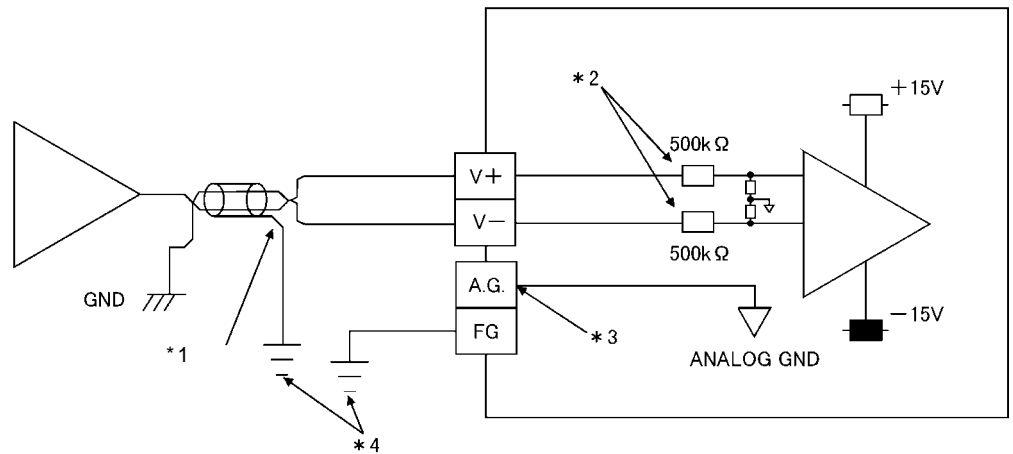 *2
+15V
500kΩ
V+
V-
500kΩ
A.G.
GND
-15V
*3
FG
*1
ANALOG GND
*4